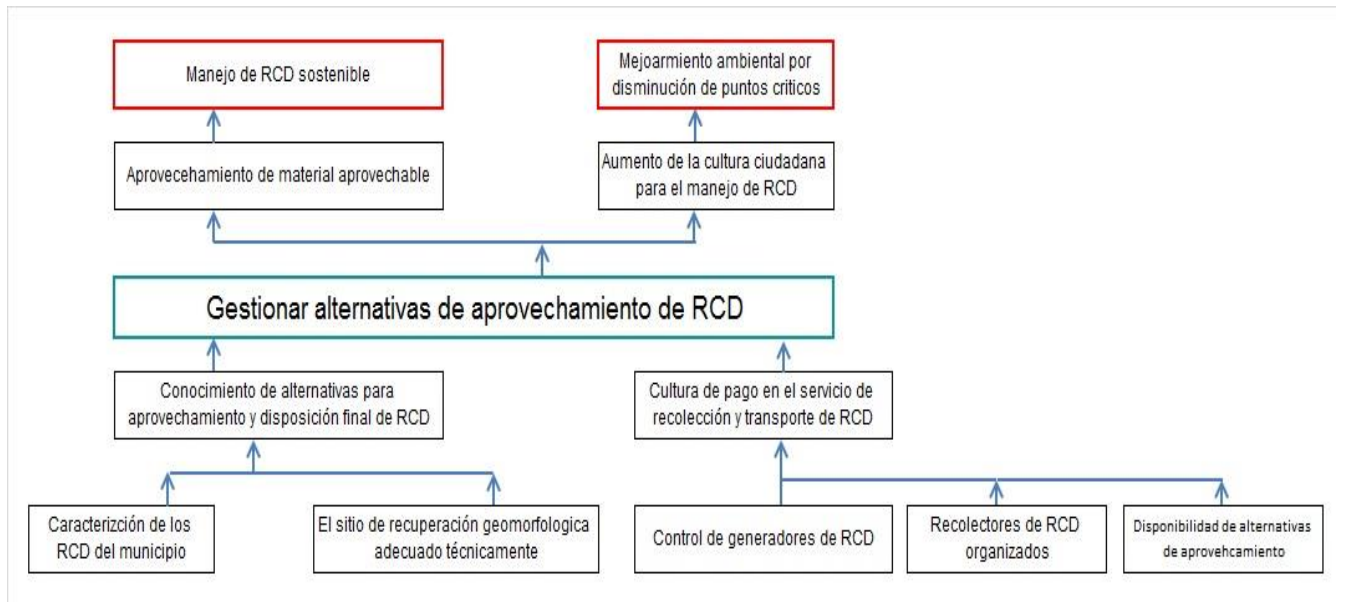 Manejo de RCD sostenible
Mejoarmiento ambiental por
disminución de puntos criticos
Aprovecehamiento de material aprovechable
Aumento de la cultura ciudadana
para el manejo de RCD
Gestionar alternativas de aprovechamiento de RCD
Conocimiento de alternativas para
aprovechamiento y disposición final de RCD
Cultura de pago en el servicio de
recolección y transporte de RCD
Caracterizción de los
RCD del municipio
El sitio de recuperación geomorfologica
adecuado técnicamente
Control de generadores de RCD
Recolectores de RCD
organizados
Disponibilidad de alternativas
de aprovehcamiento